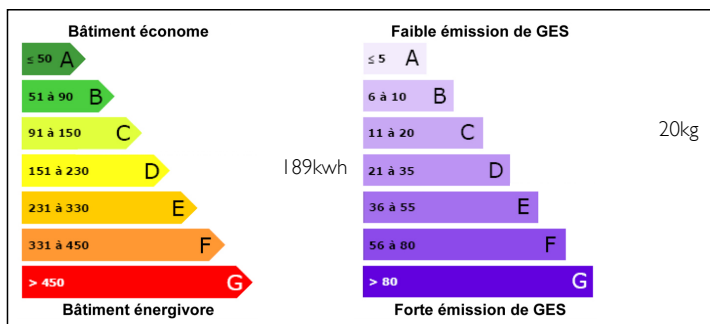 Bâtiment économe
≤ 50 A
51 à 90 B
91 à 150 C
151 à 230 D
231 à 330 E
331 à 450 F
> 450 G
Bâtiment énergivore
189kwh
Faible émission de GES
≤ 5 A
6 à 10 B
11 à 20 C
21 à 35 D
36 à 55 E
56 à 80 F
> 80 G
Forte émission de GES
20kg